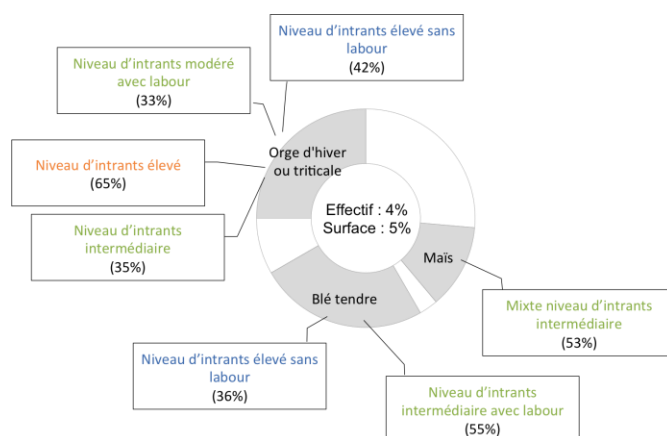 Niveau d'intrants élevé sans
labour
(42%)
Niveau d'intrants modéré
avec labour
(33%)
Niveau d'intrants élevé
(65%)
Niveau d'intrants
intermédiaire
(35%)
Orge d'hiver
ou triticale
Effectif : 4%
Surface : 5%
Maïs
Blé tendre
Mixte niveau d'intrants
intermédiaire
(53%)
Niveau d'intrants élevé sans
labour
(36%)
Niveau d'intrants
intermédiaire avec labour
(55%)